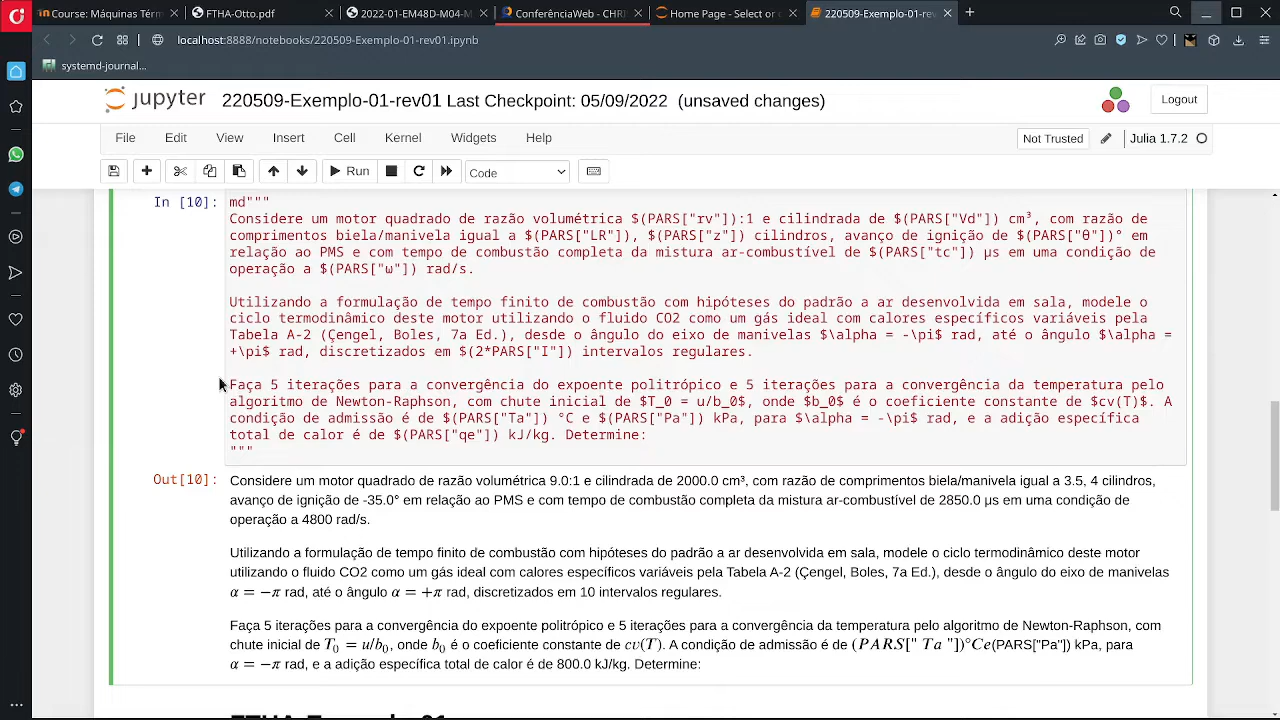 Course: Máquinas Térm
FTHA-Otto.pdf
2022-01-EM48D-M04-M
ConferênciaWeb - CHR
Home Page - Select or c
220509-Exemplo-01-rev
localhost:8888/notebooks/220509-Exemplo-01-rev01.ipynb
systemd-journal...
jupyter 220509-Exemplo-01-rev01 Last Checkpoint: 05/09/2022 (unsaved changes)
Logout
File Edit View Insert Cell Kernel Widgets Help
Not Trusted
Julia 1.7.2
Run
Code
In [10]:
md"""
Considere um motor quadrado de razão volumétrica $(PARS["rv"]):1 e cilindrada de $(PARS["Vd"]) cm³, com razão de
comprimentos biela/manivela igual a $(PARS["LR"]), $(PARS["z"]) cilindros, avanço de ignição de $(PARS["θ"])° em
relação ao PMS e com tempo de combustão completa da mistura ar-combustível de $(PARS["tc"]) μs em uma condição de
operação a $(PARS["ω"]) rad/s.
Utilizando a formulação de tempo finito de combustão com hipóteses do padrão a ar desenvolvida em sala, modele o
ciclo termodinâmico deste motor utilizando o fluido CO2 como um gás ideal com calores específicos variáveis pela
Tabela A-2 (Çengel, Boles, 7a Ed.), desde o ângulo do eixo de manivelas $\alpha = -\pi$ rad, até o ângulo $\alpha =
+\pi$ rad, discretizados em $(2*PARS["I"]) intervalos regulares.
Faça 5 iterações para a convergência do expoente politrópico e 5 iterações para a convergência da temperatura pelo
algoritmo de Newton-Raphson, com chute inicial de $T_0 = u/b_0$, onde $b_0$ é o coeficiente constante de $cv(T)$. A
condição de admissão é de $(PARS["Ta"]) °C e $(PARS["Pa"]) kPa, para $\alpha = -\pi$ rad, e a adição específica
total de calor é de $(PARS["qe"]) kJ/kg. Determine:
"""
Out[10]:
Considere um motor quadrado de razão volumétrica 9.0:1 e cilindrada de 2000.0 cm³, com razão de comprimentos biela/manivela igual a 3.5, 4 cilindros,
avanço de ignição de -35.0° em relação ao PMS e com tempo de combustão completa da mistura ar-combustível de 2850.0 μs em uma condição de
operação a 4800 rad/s.
Utilizando a formulação de tempo finito de combustão com hipóteses do padrão a ar desenvolvida em sala, modele o ciclo termodinâmico deste motor
utilizando o fluido CO2 como um gás ideal com calores específicos variáveis pela Tabela A-2 (Çengel, Boles, 7a Ed.), desde o ângulo do eixo de manivelas
α = −π rad, até o ângulo α = +π rad, discretizados em 10 intervalos regulares.
Faça 5 iterações para a convergência do expoente politrópico e 5 iterações para a convergência da temperatura pelo algoritmo de Newton-Raphson, com
chute inicial de T₀ = u/b₀, onde b₀ é o coeficiente constante de cv(T). A condição de admissão é de (PARS["Ta"])°Ce(PARS["Pa"]) kPa, para
α = −π rad, e a adição específica total de calor é de 800.0 kJ/kg. Determine: